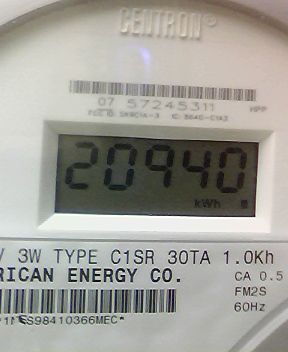 CENTRON®
07 57245311
20940
kWh
3W TYPE C1SR 30TA 1.0Kh
RICAN ENERGY CO.
CA 0.5
FM2S
60Hz
S98410366MEC*